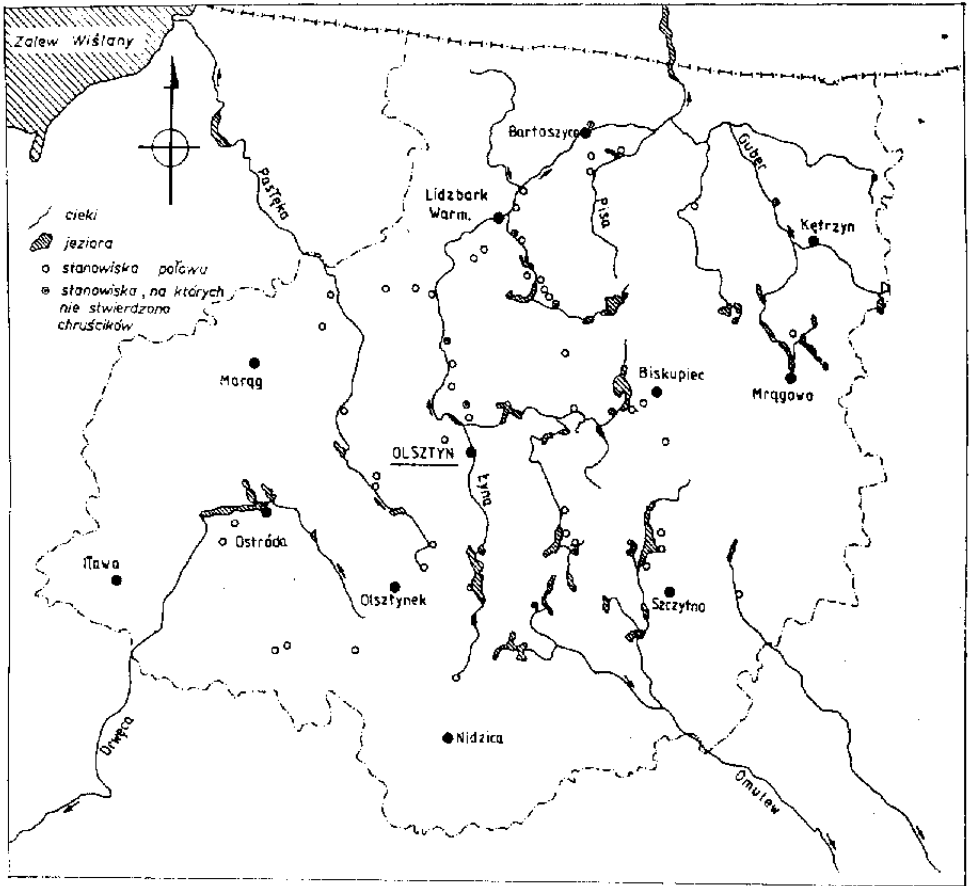 Zalew Wiślany
Bartoszyce
Guber
Pasłęka
Lidzbark
Warm.
Pisa
cieki
Kętrzyn
jeziora
stanowiska połowu
stanowiska, na których
nie stwierdzono
chruścików
Morąg
Biskupiec
Mrągowo
OLSZTYN
Łyna
Ostróda
Iława
Olsztynek
Szczytno
Drwęca
Nidzica
Omulew